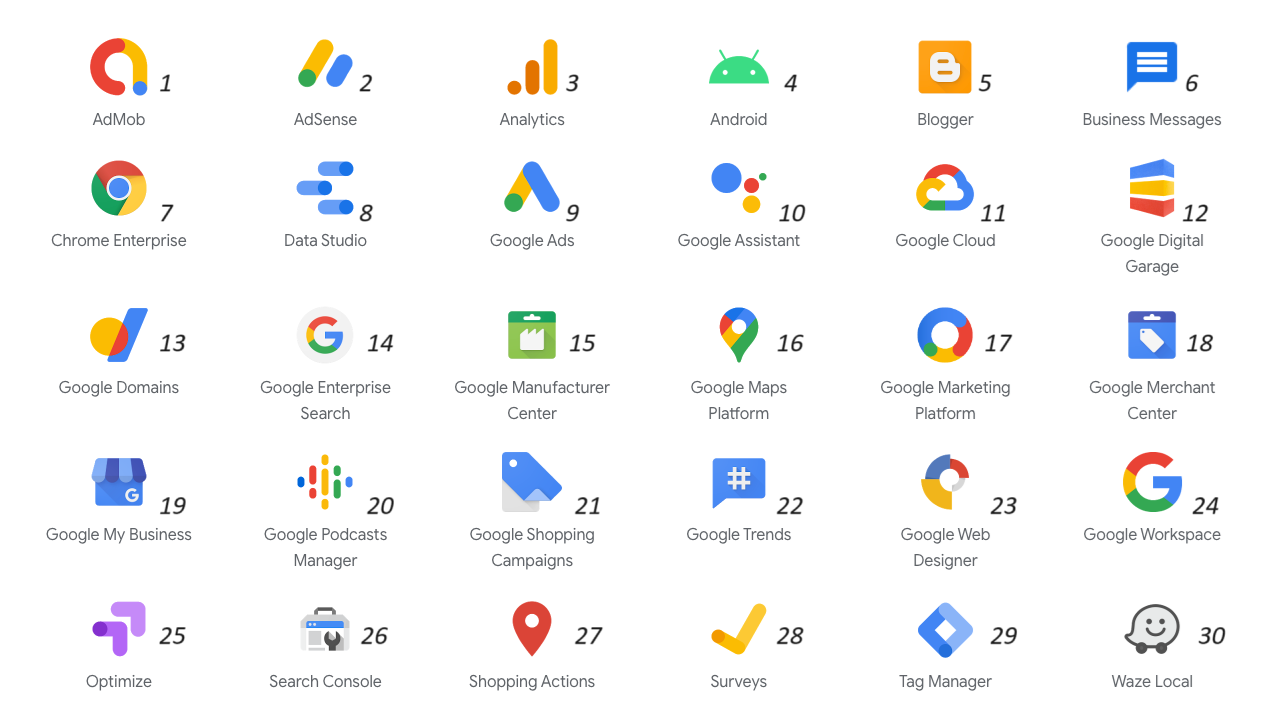 1 2 3 4 5 6
AdMob AdSense Analytics Android Blogger Business Messages
7 8 9 10 11 12
Chrome Enterprise Data Studio Google Ads Google Assistant Google Cloud Google Digital
Garage
13 14 15 16 17 18
Google Domains Google Enterprise Google Manufacturer Google Maps Google Marketing Google Merchant
Search Center Platform Platform Center
19 20 21 22 23 24
Google My Business Google Podcasts Google Shopping Google Trends Google Web Google Workspace
Manager Campaigns Designer
25 26 27 28 29 30
Optimize Search Console Shopping Actions Surveys Tag Manager Waze Local